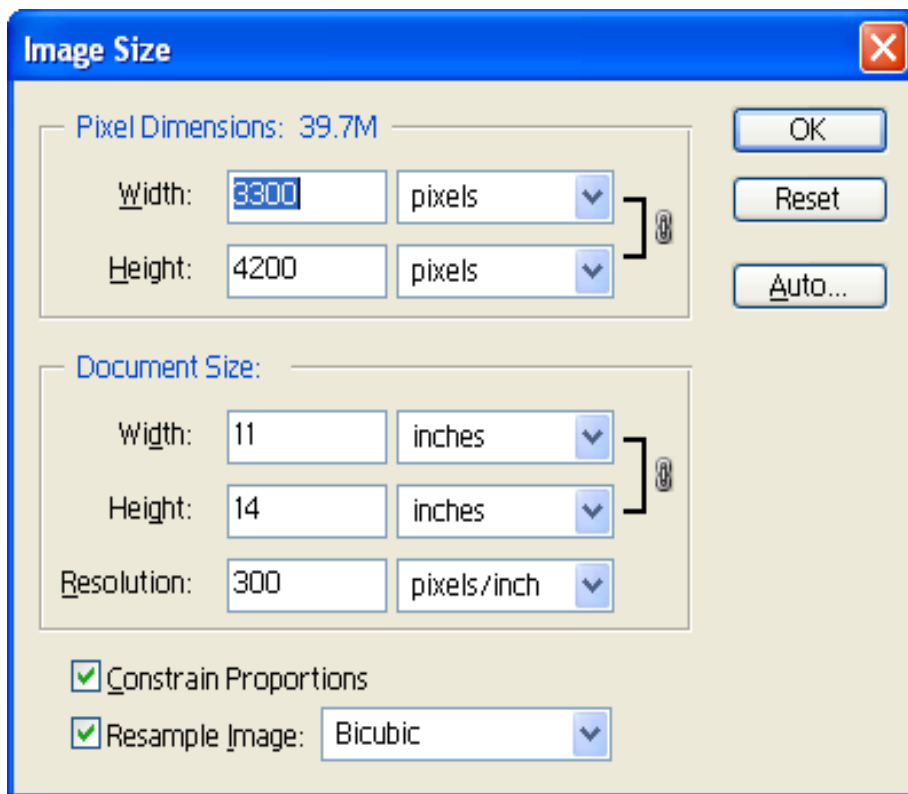 Image Size
Pixel Dimensions: 39.7M
OK
Width: 3300 pixels
Reset
Height: 4200 pixels
Auto...
Document Size:
Width: 11 inches
Height: 14 inches
Resolution: 300 pixels/inch
Constrain Proportions
Resample Image: Bicubic